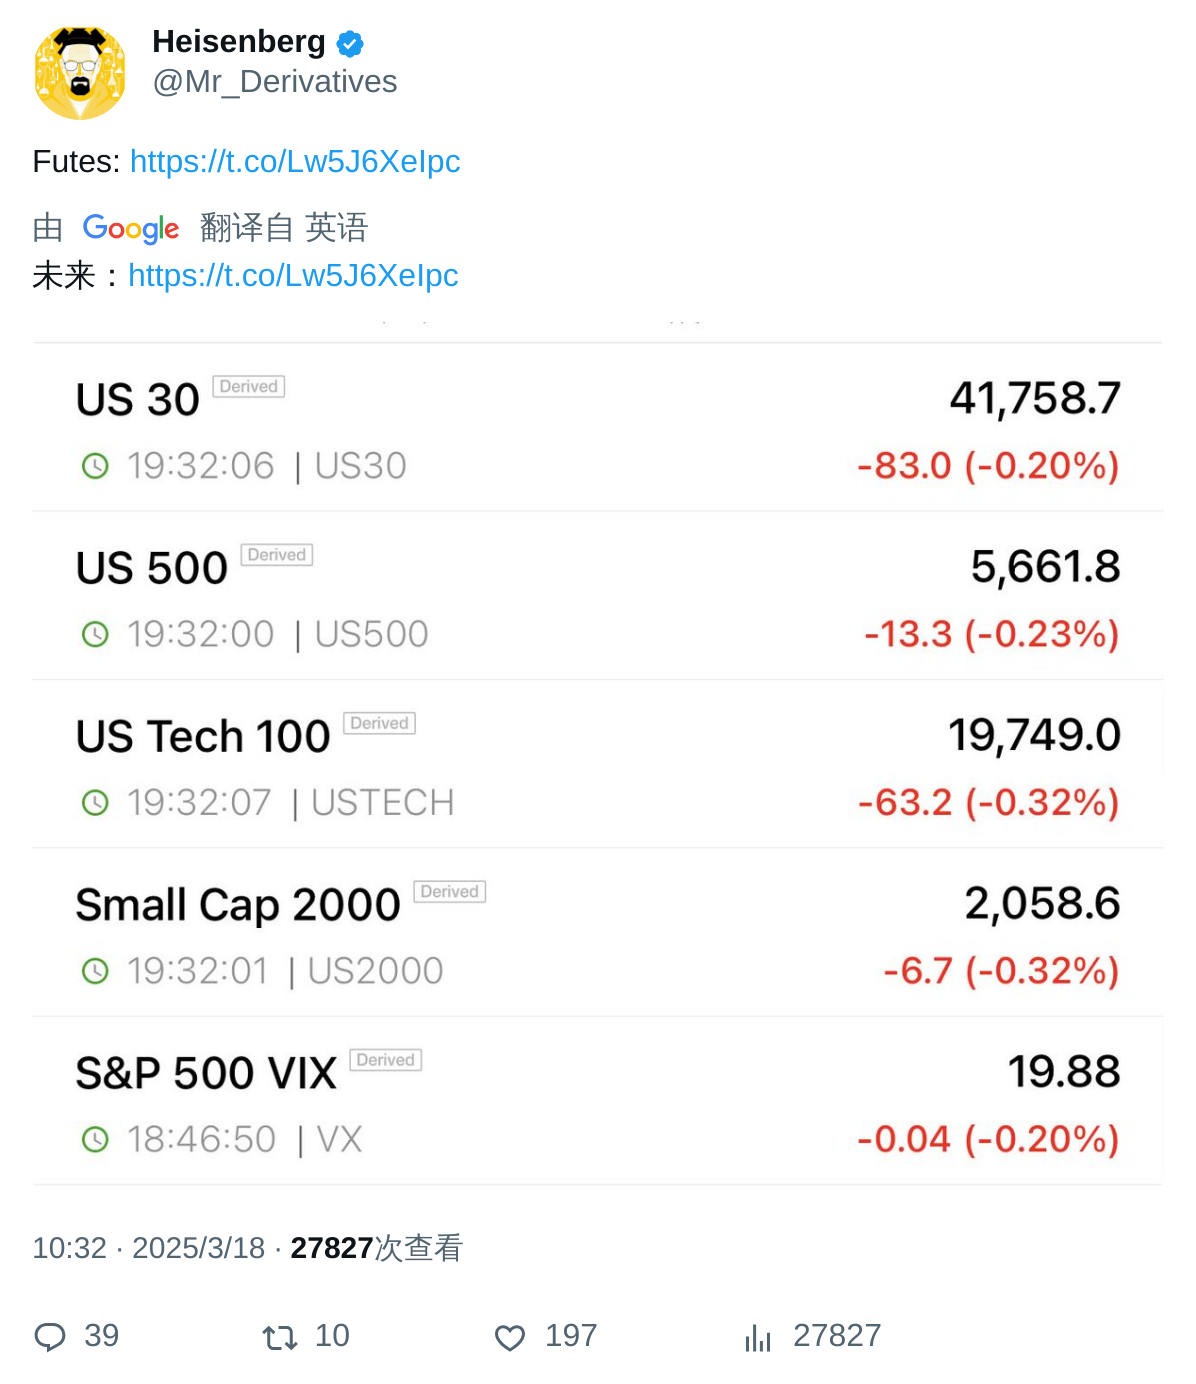 Heisenberg
@Mr_Derivatives
Futes: https://t.co/Lw5J6XeIpc
由 Google 翻译自 英语
未来：https://t.co/Lw5J6XeIpc
US 30 Derived 41,758.7
19:32:06 | US30 -83.0 (-0.20%)
US 500 Derived 5,661.8
19:32:00 | US500 -13.3 (-0.23%)
US Tech 100 Derived 19,749.0
19:32:07 | USTECH -63.2 (-0.32%)
Small Cap 2000 Derived 2,058.6
19:32:01 | US2000 -6.7 (-0.32%)
S&P 500 VIX Derived 19.88
18:46:50 | VX -0.04 (-0.20%)
10:32 · 2025/3/18 · 27827次查看
39 10 197 27827